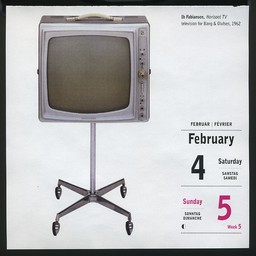 Ib Fabiansen, Horizont TV
television for Bang & Olufsen, 1962
FEBRUAR | FÉVRIER
February
4
Saturday
SAMSTAG
SAMEDI
Sunday
5
SONNTAG
DIMANCHE
Week 5